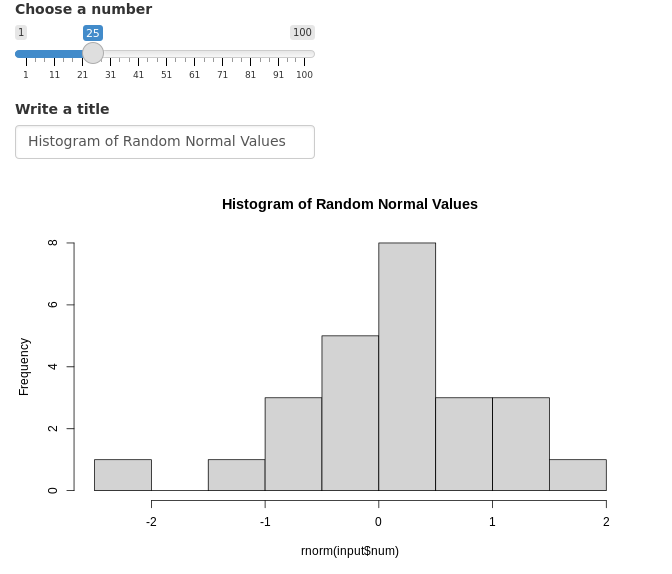 Choose a number
1 25 100
1 11 21 31 41 51 61 71 81 91 100
Write a title
Histogram of Random Normal Values
Histogram of Random Normal Values
8
6
4
2
0
Frequency
-2 -1 0 1 2
rnorm(input$num)